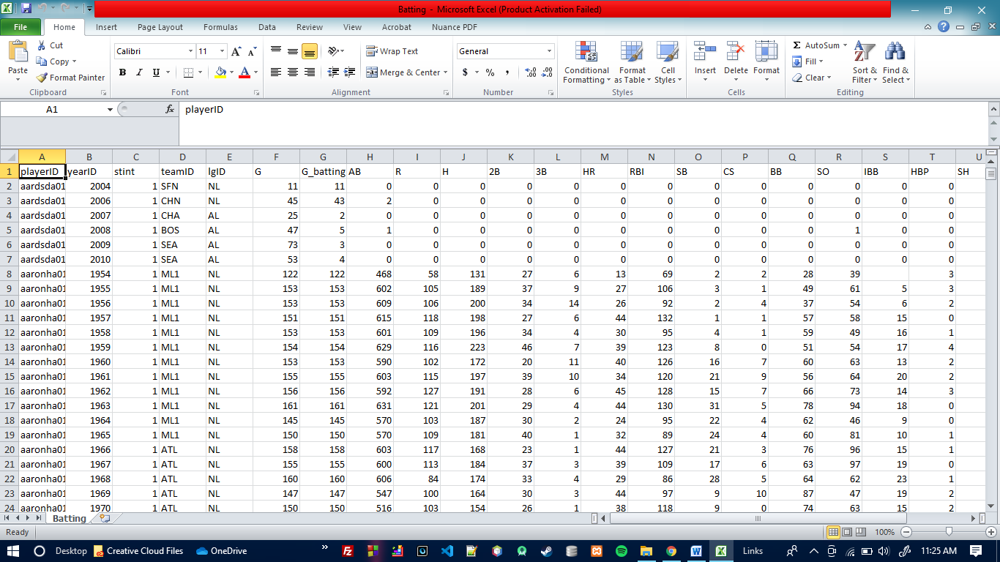 Batting - Microsoft Excel (Product Activation Failed)
File Home Insert Page Layout Formulas Data Review View Acrobat Nuance PDF
Paste Cut Copy Format Painter Clipboard
Calibri 11 A A B I U A Font
Wrap Text Merge & Center Alignment
General $ % , .0 .00 .00 .0 Number
Conditional Formatting Format as Table Cell Styles Styles
Insert Delete Format Cells
Σ AutoSum Fill Clear Sort & Filter Find & Select Editing
A1 fx playerID
A B C D E F G H I J K L M N O P Q R S T U
1 playerID yearID stint teamID lgID G G_batting AB R H 2B 3B HR RBI SB CS BB SO IBB HBP SH
2 aardsda01 2004 1 SFN NL 11 11 0 0 0 0 0 0 0 0 0 0 0 0 0
3 aardsda01 2006 1 CHN NL 45 43 2 0 0 0 0 0 0 0 0 0 0 0 0
4 aardsda01 2007 1 CHA AL 25 2 0 0 0 0 0 0 0 0 0 0 0 0 0
5 aardsda01 2008 1 BOS AL 47 5 1 0 0 0 0 0 0 0 0 0 1 0 0
6 aardsda01 2009 1 SEA AL 73 3 0 0 0 0 0 0 0 0 0 0 0 0 0
7 aardsda01 2010 1 SEA AL 53 4 0 0 0 0 0 0 0 0 0 0 0 0 0
8 aaronha01 1954 1 ML1 NL 122 122 468 58 131 27 6 13 69 2 2 28 39 3
9 aaronha01 1955 1 ML1 NL 153 153 602 105 189 37 9 27 106 3 1 49 61 5 3
10 aaronha01 1956 1 ML1 NL 153 153 609 106 200 34 14 26 92 2 4 37 54 6 2
11 aaronha01 1957 1 ML1 NL 151 151 615 118 198 27 6 44 132 1 1 57 58 15 0
12 aaronha01 1958 1 ML1 NL 153 153 601 109 196 34 4 30 95 4 1 59 49 16 1
13 aaronha01 1959 1 ML1 NL 154 154 629 116 223 46 7 39 123 8 0 51 54 17 4
14 aaronha01 1960 1 ML1 NL 153 153 590 102 172 20 11 40 126 16 7 60 63 13 2
15 aaronha01 1961 1 ML1 NL 155 155 603 115 197 39 10 34 120 21 9 56 64 20 2
16 aaronha01 1962 1 ML1 NL 156 156 592 127 191 28 6 45 128 15 7 66 73 14 3
17 aaronha01 1963 1 ML1 NL 161 161 631 121 201 29 4 44 130 31 5 78 94 18 0
18 aaronha01 1964 1 ML1 NL 145 145 570 103 187 30 2 24 95 22 4 62 46 9 0
19 aaronha01 1965 1 ML1 NL 150 150 570 109 181 40 1 32 89 24 4 60 81 10 1
20 aaronha01 1966 1 ATL NL 158 158 603 117 168 23 1 44 127 21 3 76 96 15 1
21 aaronha01 1967 1 ATL NL 155 155 600 113 184 37 3 39 109 17 6 63 97 19 0
22 aaronha01 1968 1 ATL NL 160 160 606 84 174 33 4 29 86 28 5 64 62 23 1
23 aaronha01 1969 1 ATL NL 147 147 547 100 164 30 3 44 97 9 10 87 47 19 2
24 aaronha01 1970 1 ATL NL 150 150 516 103 154 26 1 38 118 9 0 74 63 15 2
Batting
Ready 100%
Desktop Creative Cloud Files OneDrive » Links 11:25 AM